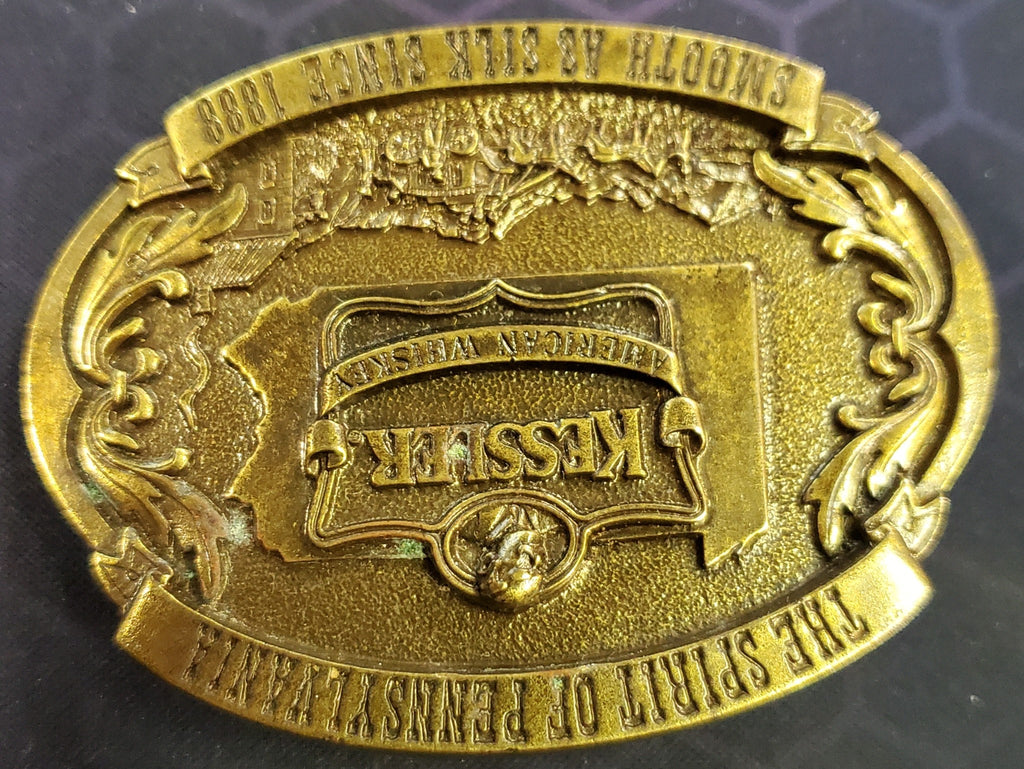 THE SPIRIT OF PENNSYLVANIA
KESSLER®
AMERICAN WHISKEY
SMOOTH AS SILK SINCE 1888